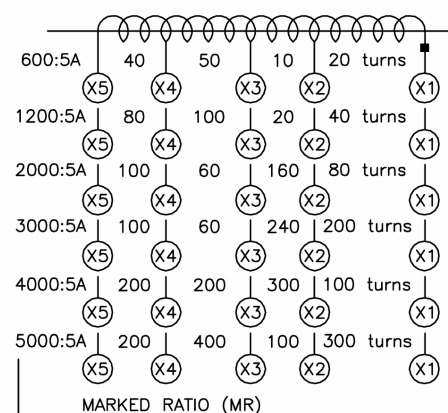 600:5A 40 50 10 20 turns
X5 X4 X3 X2 X1
1200:5A 80 100 20 40 turns
X5 X4 X3 X2 X1
2000:5A 100 60 160 80 turns
X5 X4 X3 X2 X1
3000:5A 100 60 240 200 turns
X5 X4 X3 X2 X1
4000:5A 200 200 300 100 turns
X5 X4 X3 X2 X1
5000:5A 200 400 100 300 turns
X5 X4 X3 X2 X1
MARKED RATIO (MR)